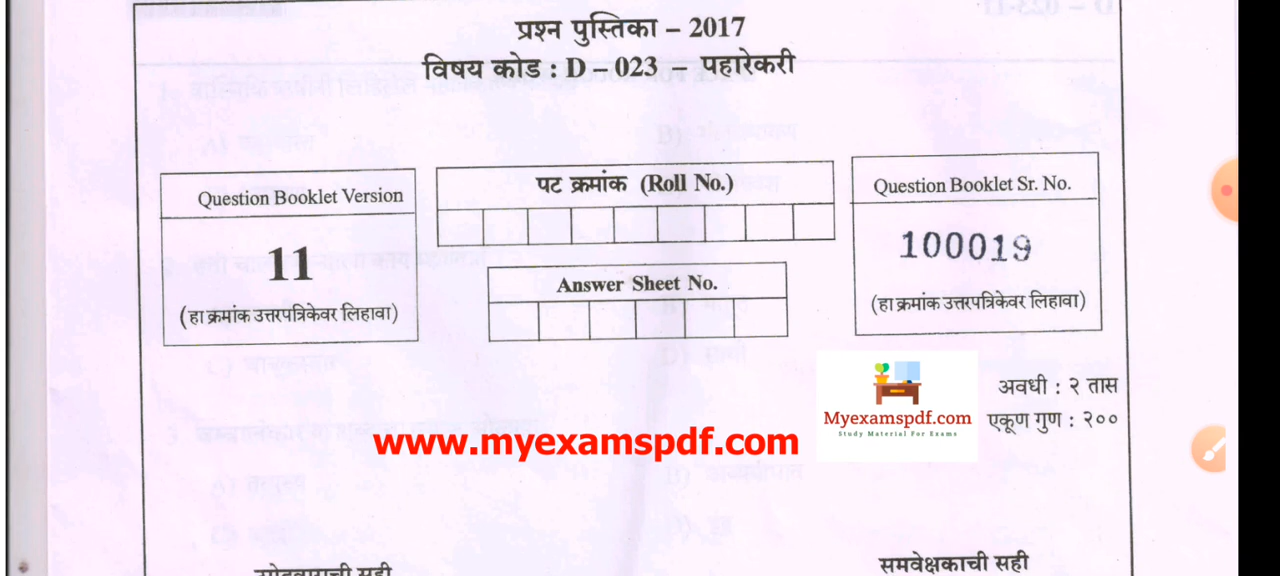 प्रश्न पुस्तिका – 2017
विषय कोड : D – 023 – पहारेकरी
Question Booklet Version
11
(हा क्रमांक उत्तरपत्रिकेवर लिहावा)
पट क्रमांक (Roll No.)
Answer Sheet No.
Question Booklet Sr. No.
100019
(हा क्रमांक उत्तरपत्रिकेवर लिहावा)
Myexamspdf.com
Study Material For Exams
अवधी : २ तास
एकूण गुण : २००
www.myexamspdf.com
समवेक्षकाची सही